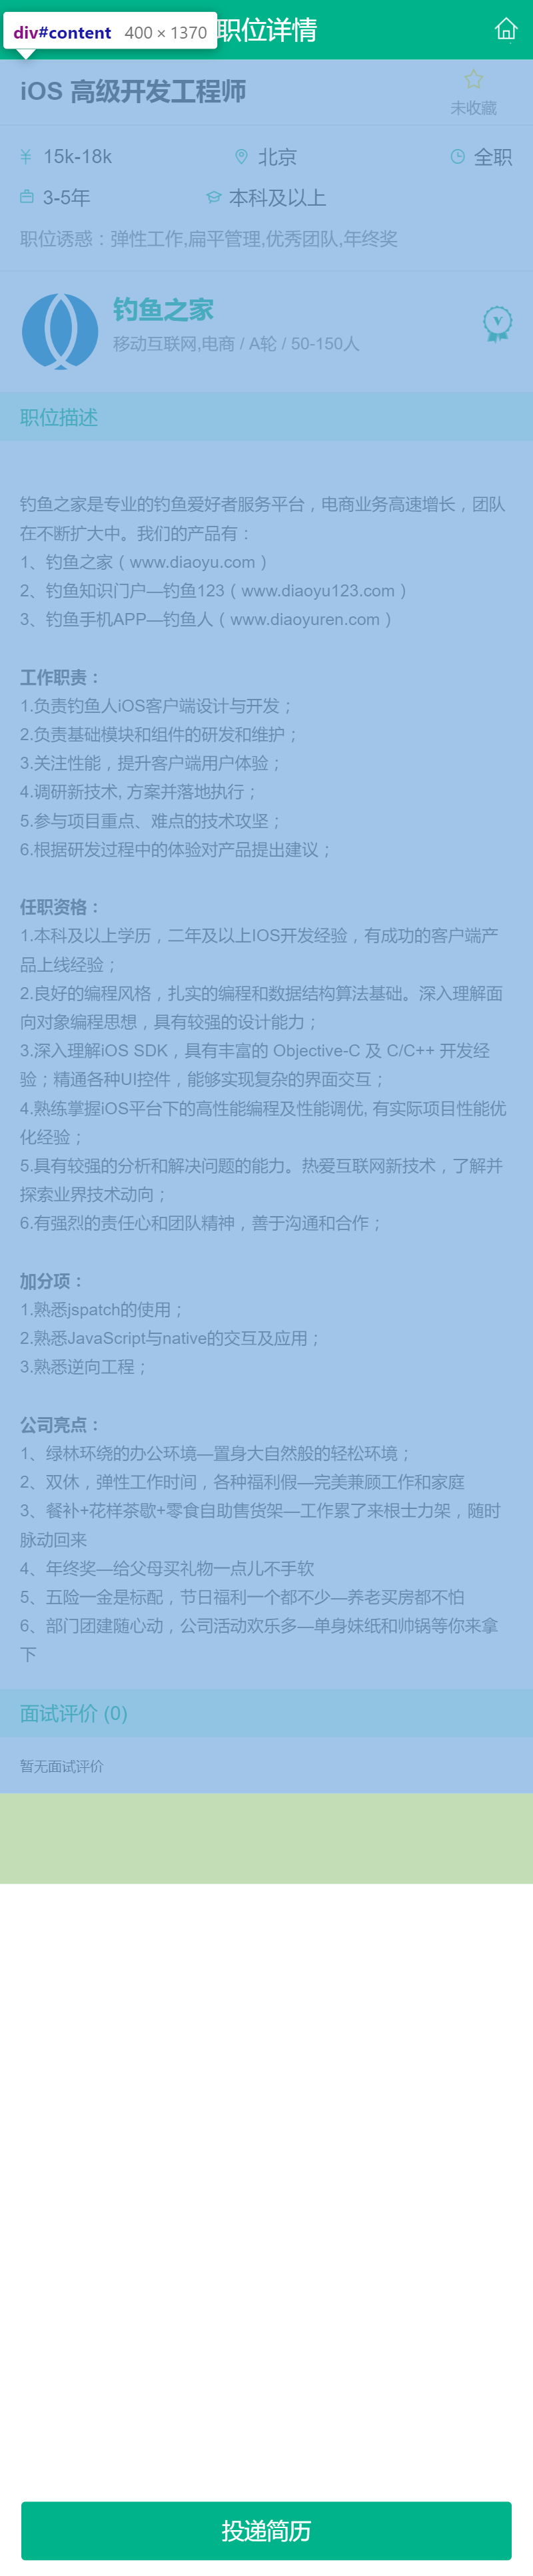 div#content 400 × 1370
职位详情
iOS 高级开发工程师
未收藏
15k-18k 北京 全职
3-5年 本科及以上
职位诱惑：弹性工作,扁平管理,优秀团队,年终奖
钓鱼之家
V
移动互联网,电商 / A轮 / 50-150人
职位描述
钓鱼之家是专业的钓鱼爱好者服务平台，电商业务高速增长，团队
在不断扩大中。我们的产品有：
1、钓鱼之家（www.diaoyu.com）
2、钓鱼知识门户—钓鱼123（www.diaoyu123.com）
3、钓鱼手机APP—钓鱼人（www.diaoyuren.com）
工作职责：
1.负责钓鱼人iOS客户端设计与开发；
2.负责基础模块和组件的研发和维护；
3.关注性能，提升客户端用户体验；
4.调研新技术, 方案并落地执行；
5.参与项目重点、难点的技术攻坚；
6.根据研发过程中的体验对产品提出建议；
任职资格：
1.本科及以上学历，二年及以上IOS开发经验，有成功的客户端产
品上线经验；
2.良好的编程风格，扎实的编程和数据结构算法基础。深入理解面
向对象编程思想，具有较强的设计能力；
3.深入理解iOS SDK，具有丰富的 Objective-C 及 C/C++ 开发经
验；精通各种UI控件，能够实现复杂的界面交互；
4.熟练掌握iOS平台下的高性能编程及性能调优, 有实际项目性能优
化经验；
5.具有较强的分析和解决问题的能力。热爱互联网新技术，了解并
探索业界技术动向；
6.有强烈的责任心和团队精神，善于沟通和合作；
加分项：
1.熟悉jspatch的使用；
2.熟悉JavaScript与native的交互及应用；
3.熟悉逆向工程；
公司亮点：
1、绿林环绕的办公环境—置身大自然般的轻松环境；
2、双休，弹性工作时间，各种福利假—完美兼顾工作和家庭
3、餐补+花样茶歇+零食自助售货架—工作累了来根士力架，随时
脉动回来
4、年终奖—给父母买礼物一点儿不手软
5、五险一金是标配，节日福利一个都不少—养老买房都不怕
6、部门团建随心动，公司活动欢乐多—单身妹纸和帅锅等你来拿
下
面试评价 (0)
暂无面试评价
投递简历